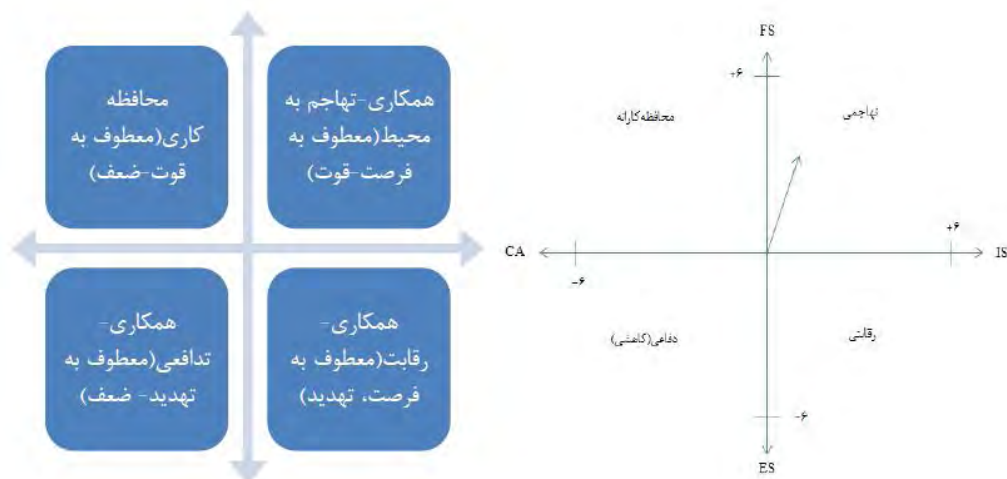 همکاری-تهاجم به
محیط(معطوف به
فرصت-قوت)
محافظه
کاری(معطوف به
قوت-ضعف)
همکاری-
رقابت(معطوف به
فرصت، تهدید)
همکاری-
تدافعی(معطوف به
تهدید- ضعف)
FS
+۶
محافظه‌کارانه
تهاجمی
CA
-۶
+۶
IS
دفاعی(کاهشی)
رقابتی
-۶
ES